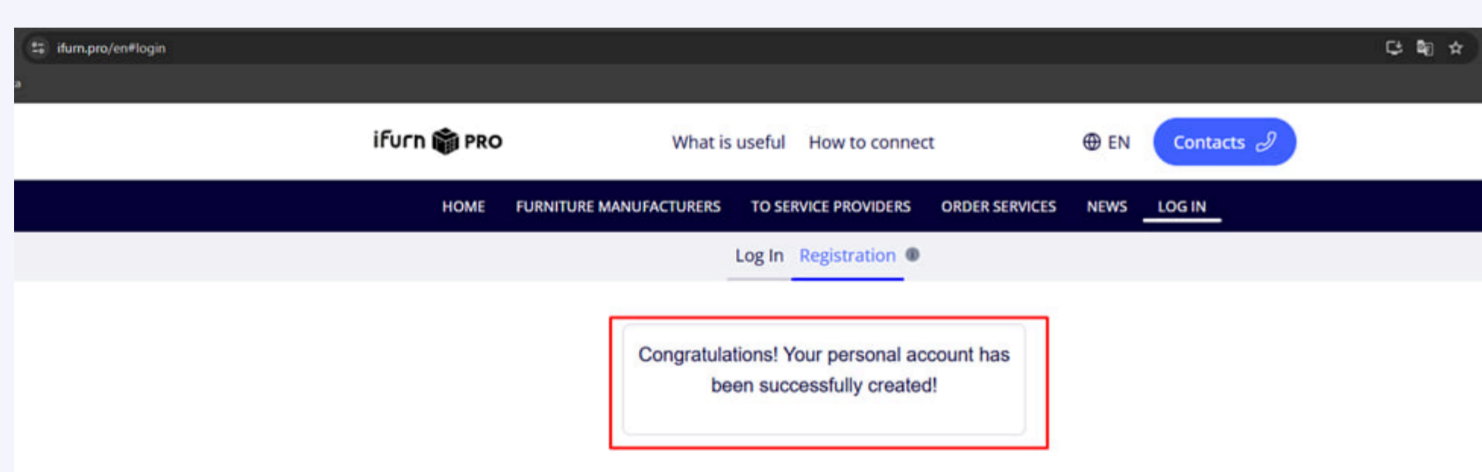 ifurn.pro/en#login
a
iFurn PRO
What is useful How to connect
EN
Contacts
HOME FURNITURE MANUFACTURERS TO SERVICE PROVIDERS ORDER SERVICES NEWS LOG IN
Log In Registration
Congratulations! Your personal account has
been successfully created!